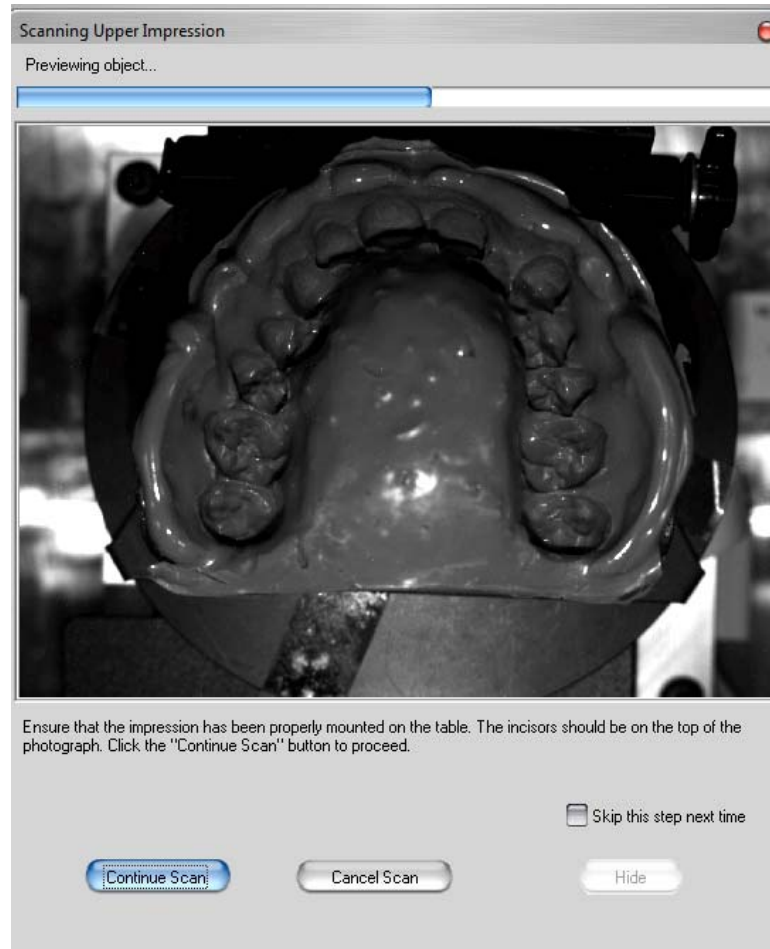 Scanning Upper Impression
Previewing object...
Ensure that the impression has been properly mounted on the table. The incisors should be on the top of the
photograph. Click the "Continue Scan" button to proceed.
Skip this step next time
Continue Scan
Cancel Scan
Hide